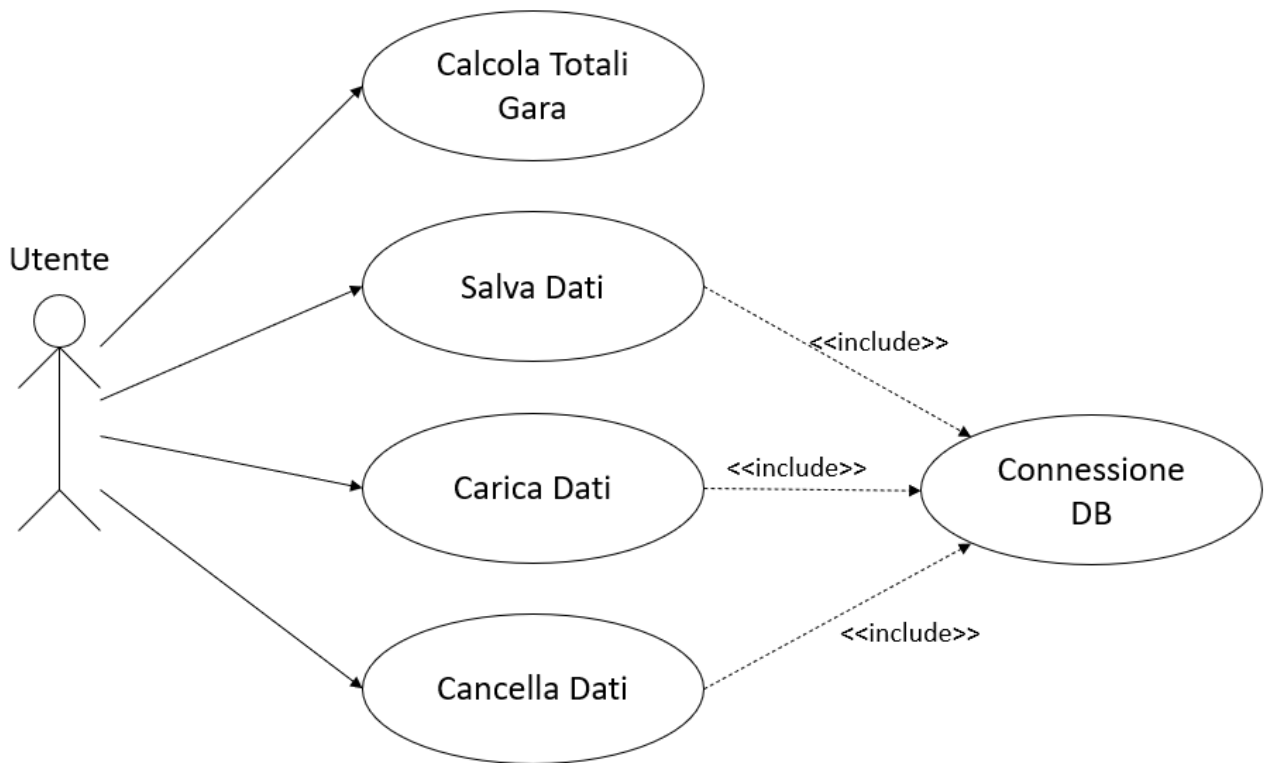 Calcola Totali
Gara
Utente
Salva Dati
<<include>>
Carica Dati
<<include>>
Connessione
DB
<<include>>
Cancella Dati